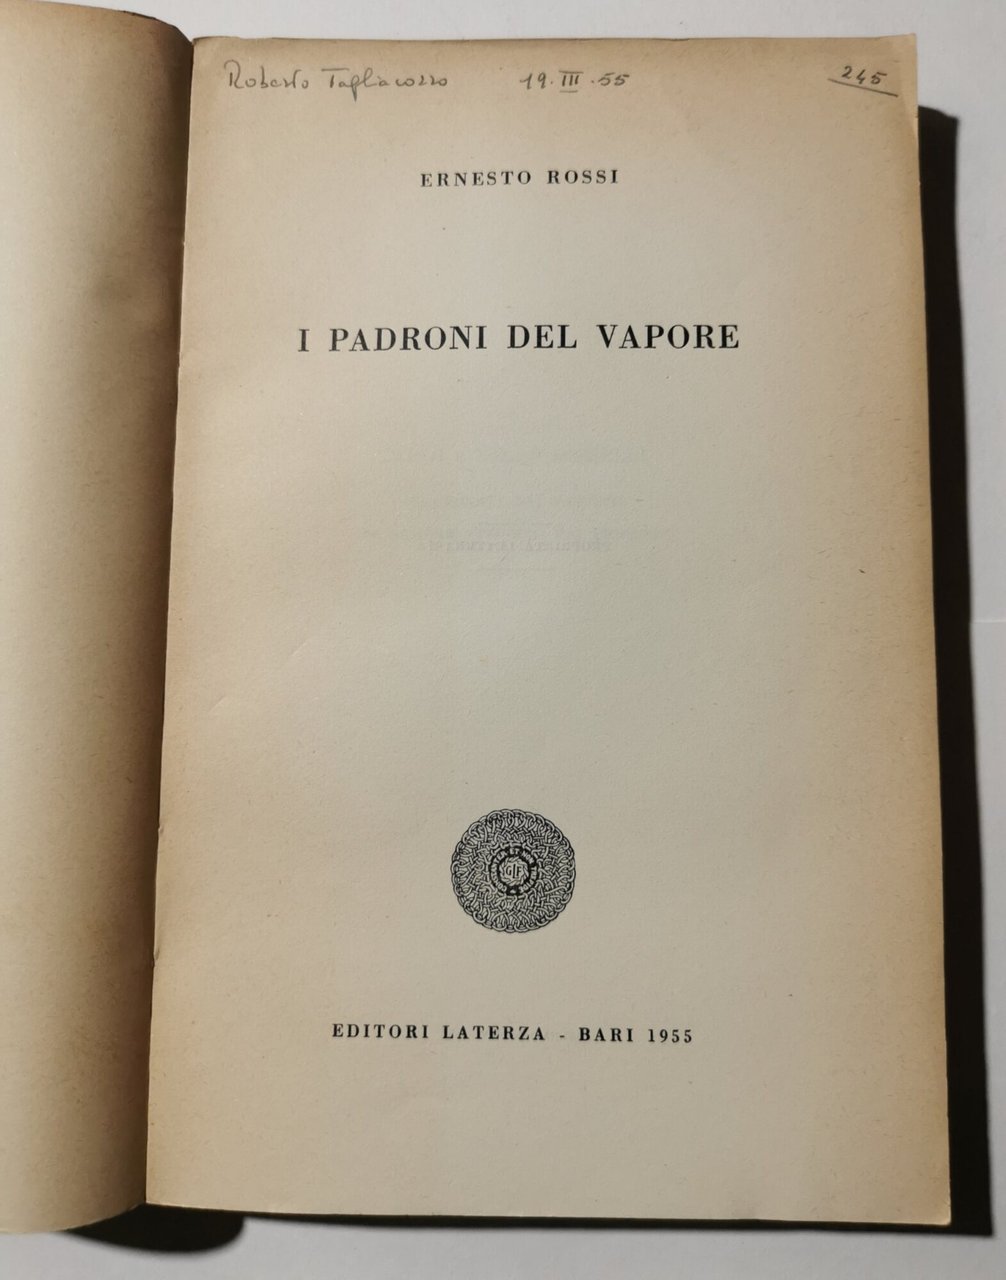 Roberto Tagliacozzo 19.III.55 245
ERNESTO ROSSI
I PADRONI DEL VAPORE
EDITORI LATERZA - BARI 1955